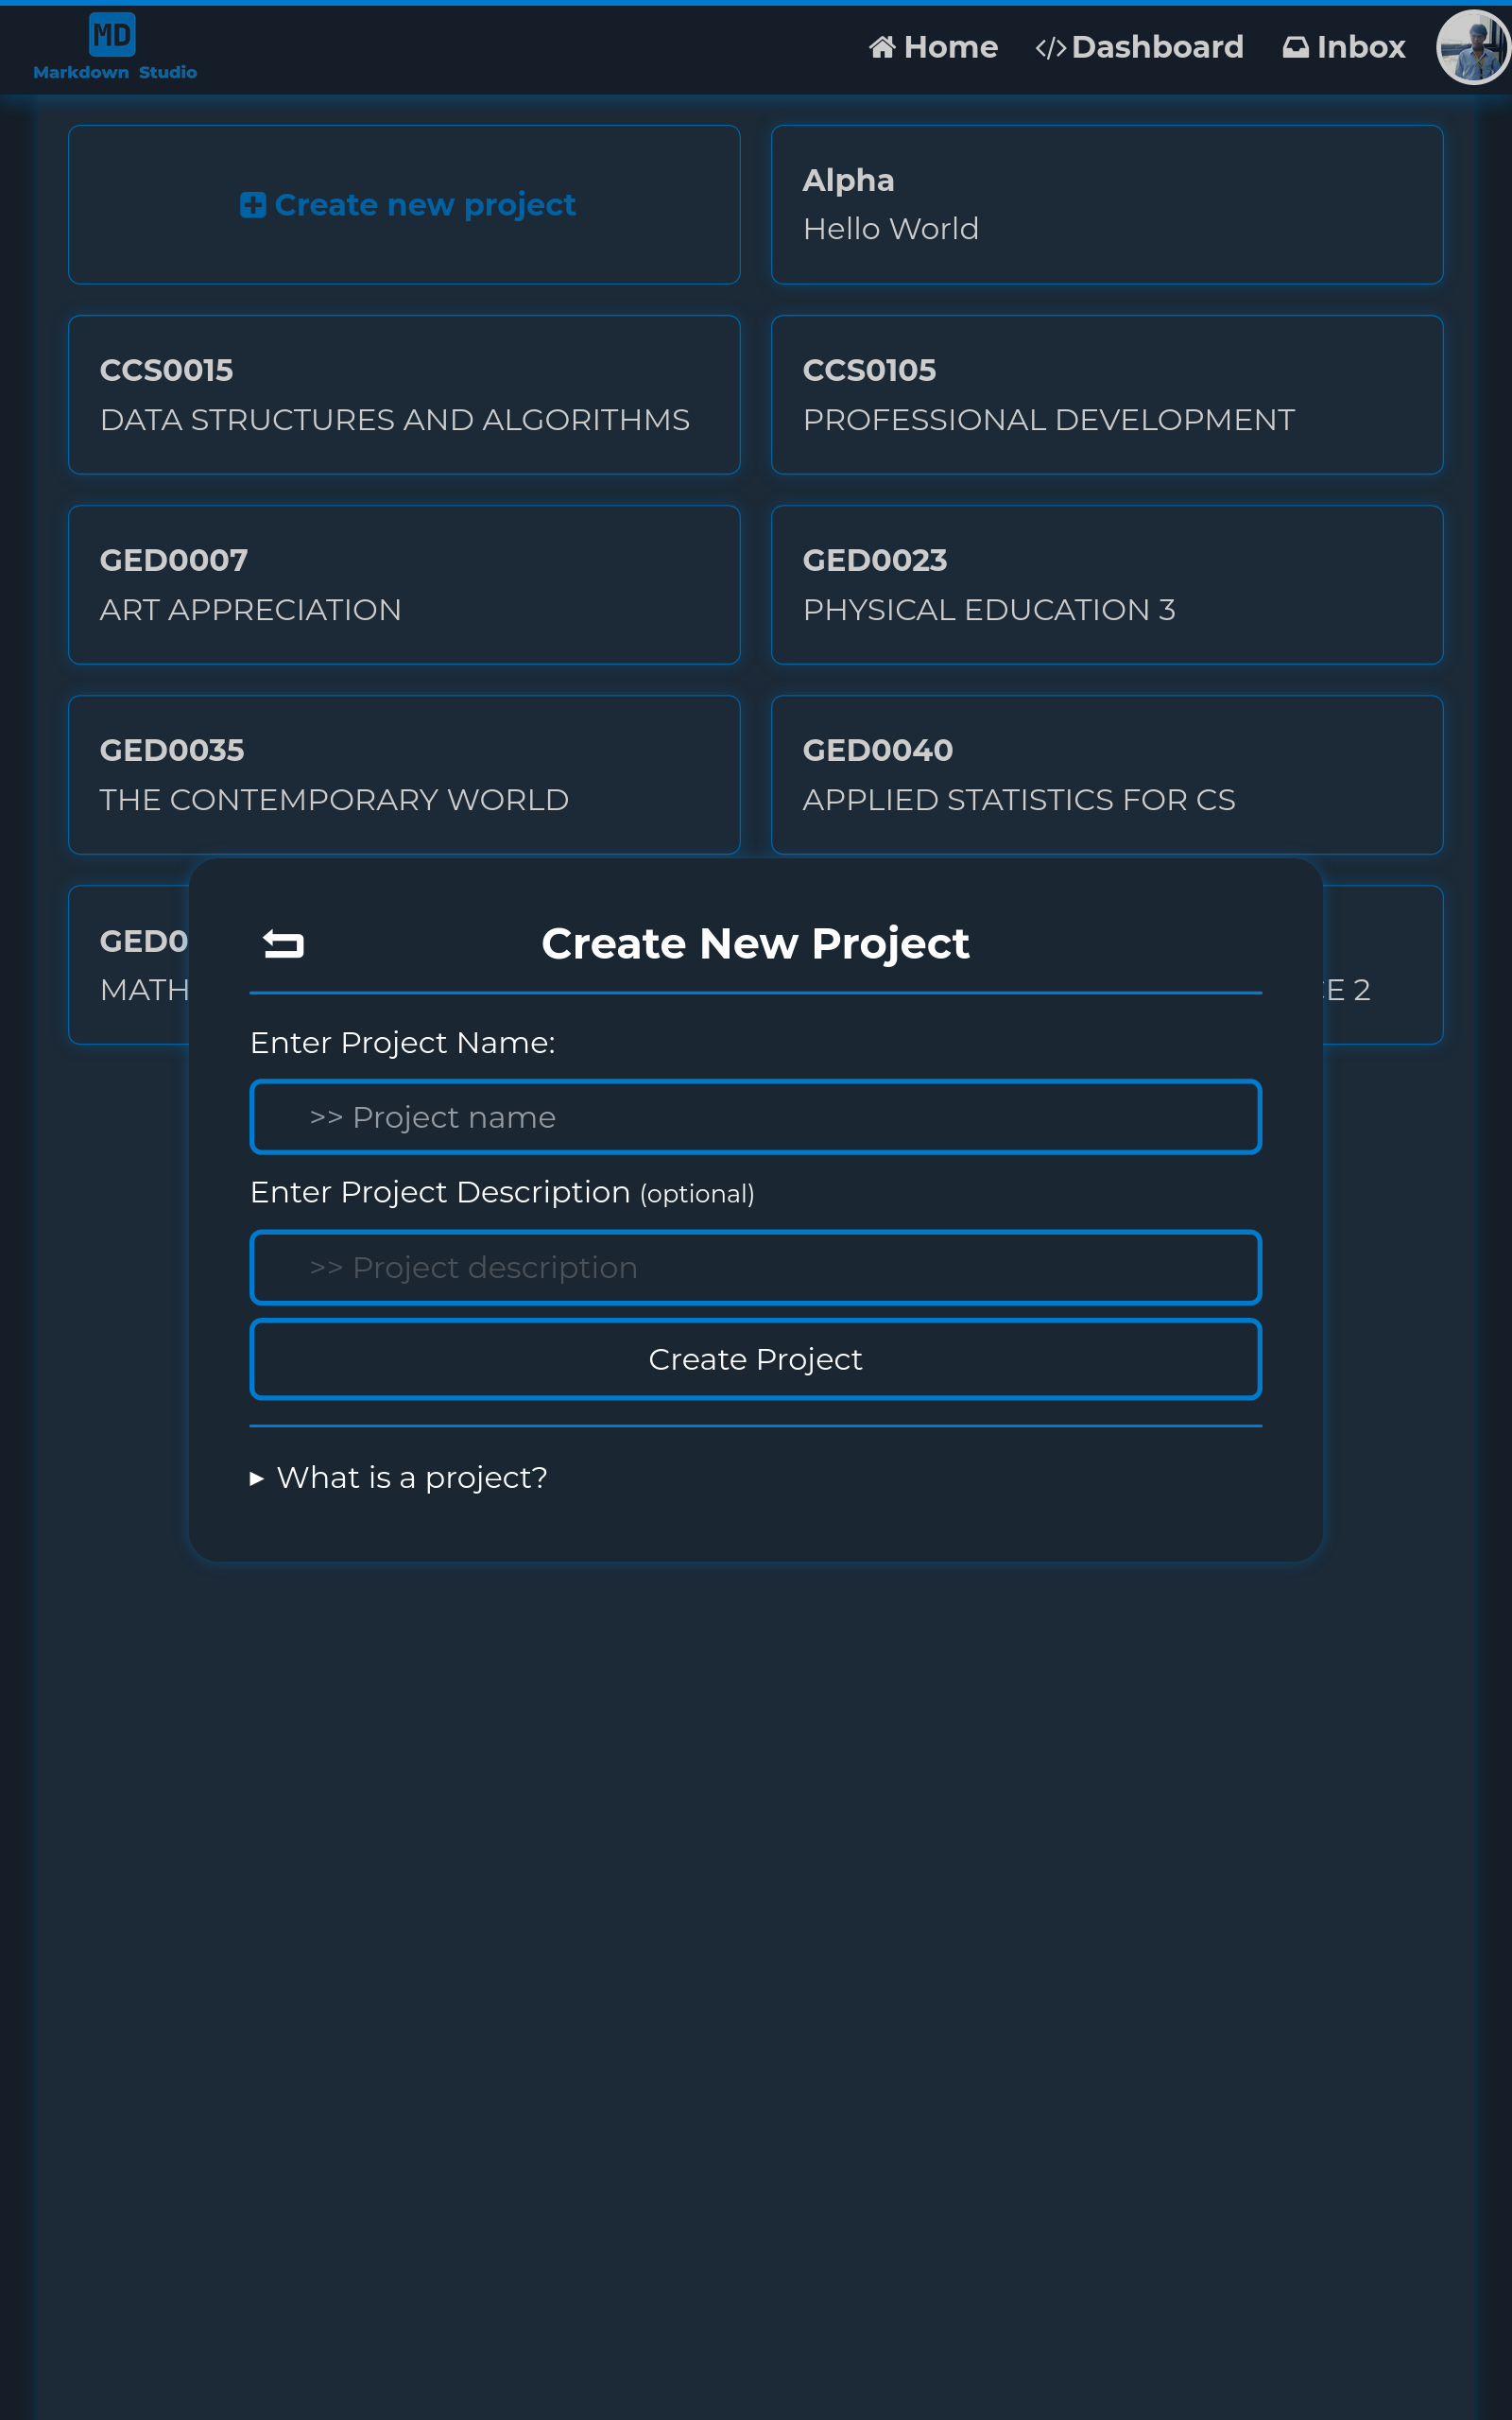 MD
Markdown Studio
Home
Dashboard
Inbox
Create new project
Alpha
Hello World
CCS0015
DATA STRUCTURES AND ALGORITHMS
CCS0105
PROFESSIONAL DEVELOPMENT
GED0007
ART APPRECIATION
GED0023
PHYSICAL EDUCATION 3
GED0035
THE CONTEMPORARY WORLD
GED0040
APPLIED STATISTICS FOR CS
GED0
MATH
E 2
Create New Project
Enter Project Name:
>> Project name
Enter Project Description (optional)
>> Project description
Create Project
▸ What is a project?